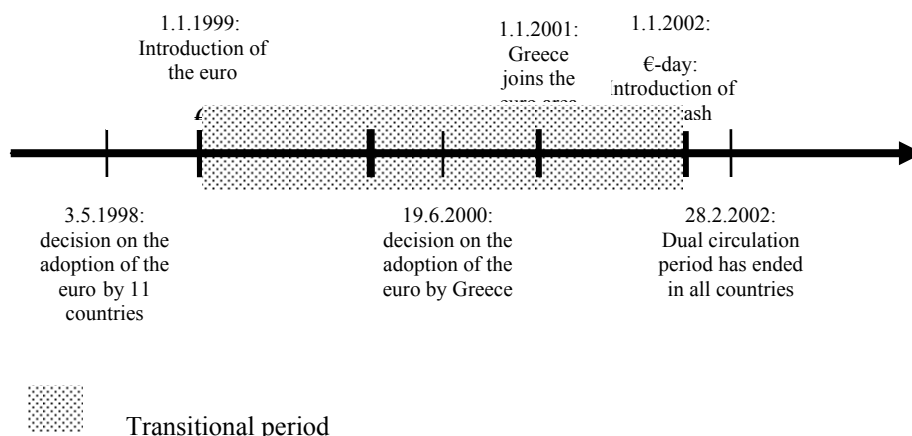 1.1.1999:
Introduction of
the euro
1.1.2001:
Greece
joins the
1.1.2002:
€-day:
Introduction of
3.5.1998:
decision on the
adoption of the
euro by 11
countries
19.6.2000:
decision on the
adoption of the
euro by Greece
28.2.2002:
Dual circulation
period has ended
in all countries
Transitional period